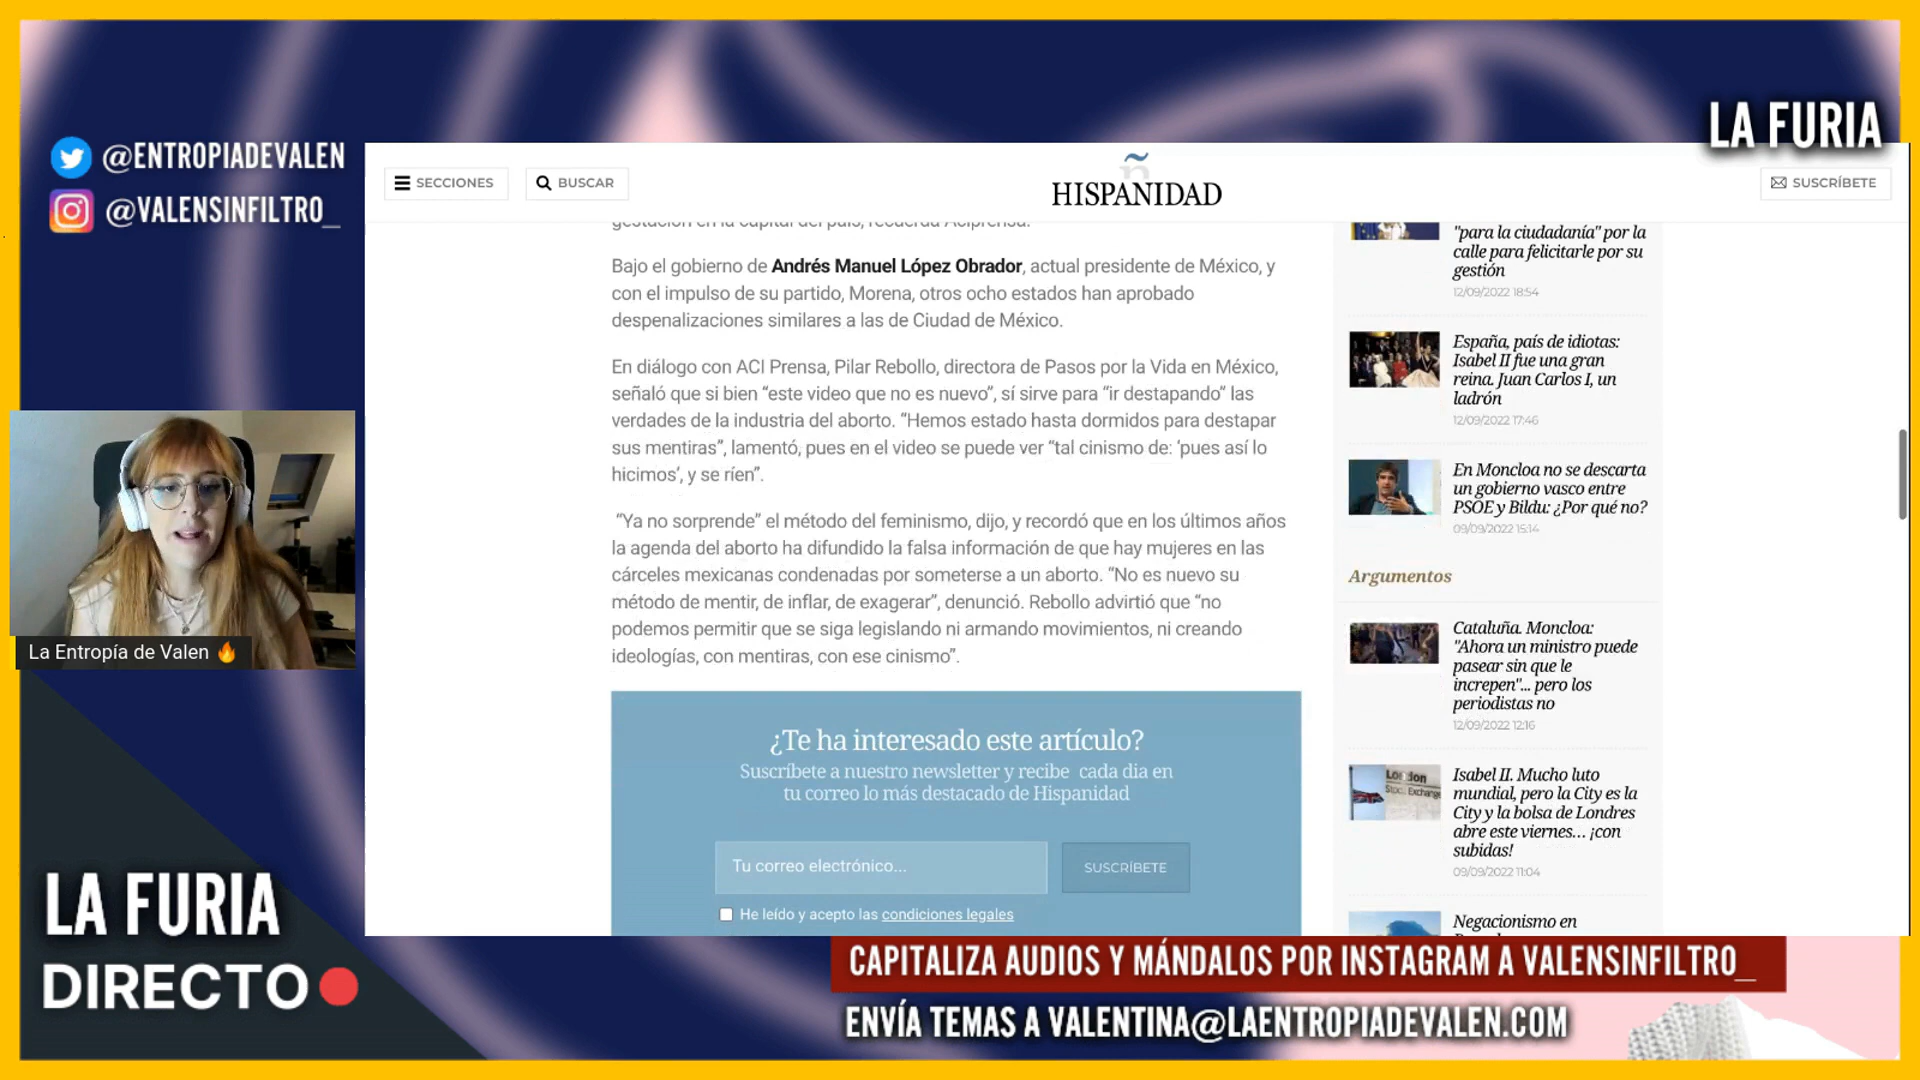 LA FURIA
@ENTROPIADEVALEN
@VALENSINFILTRO_
SECCIONES
BUSCAR
ñ
HISPANIDAD
SUSCRÍBETE
gestación en la capital del país, recuerda Aciprensa.
Bajo el gobierno de Andrés Manuel López Obrador, actual presidente de México, y
con el impulso de su partido, Morena, otros ocho estados han aprobado
despenalizaciones similares a las de Ciudad de México.
En diálogo con ACI Prensa, Pilar Rebollo, directora de Pasos por la Vida en México,
señaló que si bien “este video que no es nuevo”, sí sirve para “ir destapando” las
verdades de la industria del aborto. “Hemos estado hasta dormidos para destapar
sus mentiras”, lamentó, pues en el video se puede ver “tal cinismo de: ‘pues así lo
hicimos’, y se ríen”.
“Ya no sorprende” el método del feminismo, dijo, y recordó que en los últimos años
la agenda del aborto ha difundido la falsa información de que hay mujeres en las
cárceles mexicanas condenadas por someterse a un aborto. “No es nuevo su
método de mentir, de inflar, de exagerar”, denunció. Rebollo advirtió que “no
podemos permitir que se siga legislando ni armando movimientos, ni creando
ideologías, con mentiras, con ese cinismo”.
¿Te ha interesado este artículo?
Suscríbete a nuestro newsletter y recibe cada dia en
tu correo lo más destacado de Hispanidad
Tu correo electrónico...
SUSCRÍBETE
He leído y acepto las condiciones legales
"para la ciudadanía" por la
calle para felicitarle por su
gestión
12/09/2022 18:54
España, país de idiotas:
Isabel II fue una gran
reina. Juan Carlos I, un
ladrón
12/09/2022 17:46
En Moncloa no se descarta
un gobierno vasco entre
PSOE y Bildu: ¿Por qué no?
09/09/2022 15:14
Argumentos
Cataluña. Moncloa:
"Ahora un ministro puede
pasear sin que le
increpen"... pero los
periodistas no
12/09/2022 12:16
London
Stock Exchange
Isabel II. Mucho luto
mundial, pero la City es la
City y la bolsa de Londres
abre este viernes… ¡con
subidas!
09/09/2022 11:04
Negacionismo en
La Entropía de Valen 🔥
LA FURIA
DIRECTO
CAPITALIZA AUDIOS Y MÁNDALOS POR INSTAGRAM A VALENSINFILTRO_
ENVÍA TEMAS A VALENTINA@LAENTROPIADEVALEN.COM